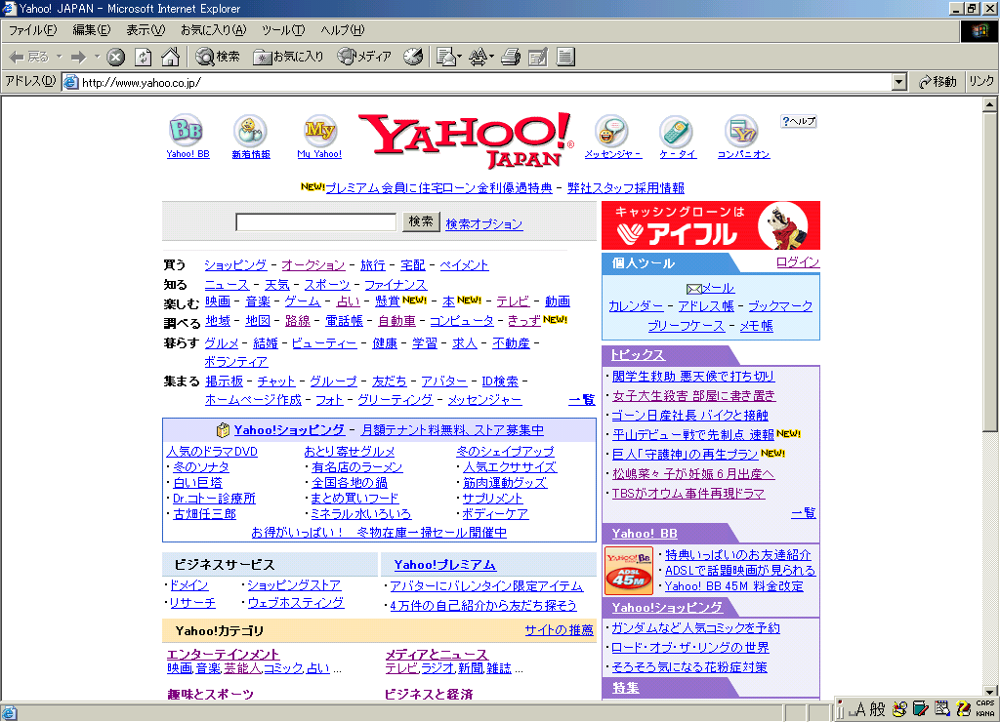 Yahoo! JAPAN - Microsoft Internet Explorer
ファイル(F) 編集(E) 表示(V) お気に入り(A) ツール(T) ヘルプ(H)
戻る 検索 お気に入り メディア
アドレス(D) http://www.yahoo.co.jp/ 移動 リンク
BB My YAHOO! JAPAN ® ?ヘルプ
Yahoo! BB 新着情報 My Yahoo! メッセンジャー ケータイ コンパニオン
NEW!プレミアム会員に住宅ローン金利優遇特典 - 弊社スタッフ採用情報
検索 検索オプション
キャッシングローンは
アイフル
買う ショッピング - オークション - 旅行 - 宅配 - ペイメント
知る ニュース - 天気 - スポーツ - ファイナンス
楽しむ 映画 - 音楽 - ゲーム - 占い - 懸賞NEW! - 本NEW! - テレビ - 動画
調べる 地域 - 地図 - 路線 - 電話帳 - 自動車 - コンピュータ - きっずNEW!
暮らす グルメ - 結婚 - ビューティー - 健康 - 学習 - 求人 - 不動産 -
ボランティア
集まる 掲示板 - チャット - グループ - 友だち - アバター - ID検索 -
ホームページ作成 - フォト - グリーティング - メッセンジャー 一覧
個人ツール ログイン
メール
カレンダー - アドレス帳 - ブックマーク
ブリーフケース - メモ帳
トピックス
・関学生救助 悪天候で打ち切り
・女子大生殺害 部屋に書き置き
・ゴーン日産社長 バイクと接触
・平山デビュー戦で先制点 速報NEW!
・巨人「守護神」の再生プランNEW!
・松嶋菜々子が妊娠 6月出産へ
・TBSがオウム事件再現ドラマ
一覧
Yahoo!ショッピング - 月額テナント料無料、ストア募集中
人気のドラマDVD おとり寄せグルメ 冬のシェイプアップ
・冬のソナタ ・有名店のラーメン ・人気エクササイズ
・白い巨塔 ・全国各地の鍋 ・筋肉運動グッズ
・Dr.コトー診療所 ・まとめ買いフード ・サプリメント
・古畑任三郎 ・ミネラル水いろいろ ・ボディーケア
お得がいっぱい！ 冬物在庫一掃セール開催中
Yahoo! BB
YAHOO! BB ADSL 45M
・特典いっぱいのお友達紹介
・ADSLで話題映画が見られる
・Yahoo! BB 45M 料金改定
ビジネスサービス Yahoo!プレミアム
・ドメイン ・ショッピングストア ・アバターにバレンタイン限定アイテム
・リサーチ ・ウェブホスティング ・4万件の自己紹介から友だち探そう
Yahoo!ショッピング
・ガンダムなど人気コミックを予約
・ロード・オブ・ザ・リングの世界
・そろそろ気になる花粉症対策
特集
Yahoo!カテゴリ サイトの推薦
エンターテインメント メディアとニュース
映画,音楽,芸能人,コミック,占い ... テレビ,ラジオ,新聞,雑誌 ...
趣味とスポーツ ビジネスと経済
A 般 CAPS
KANA